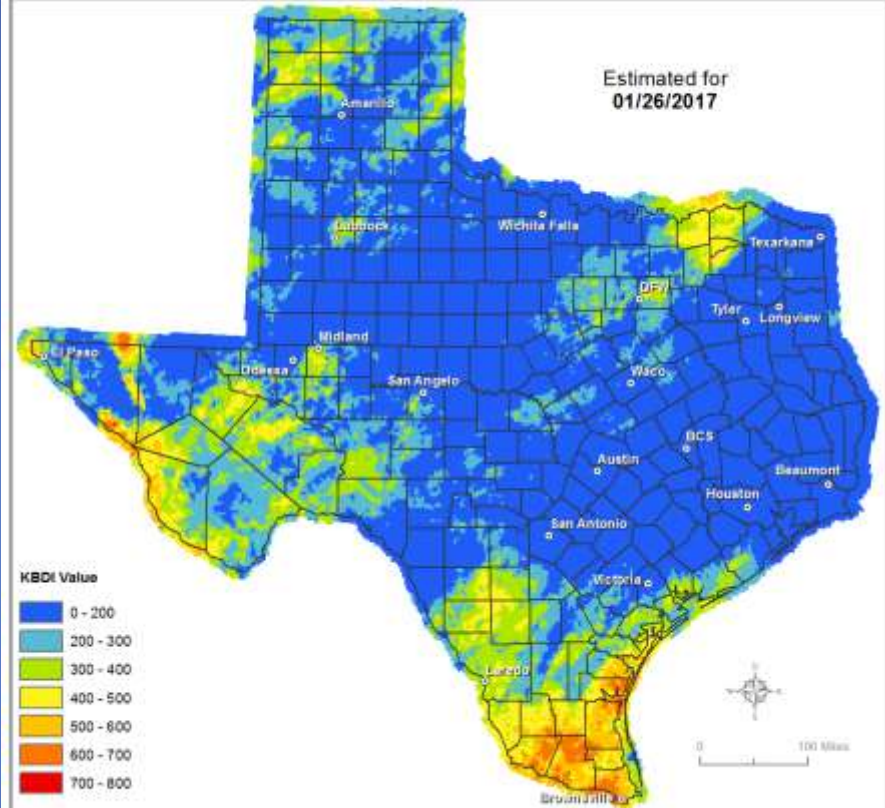 Estimated for
01/26/2017
Amarillo
Lubbock
Wichita Falls
Texarkana
DFW
Tyler
Longview
El Paso
Midland
Odessa
San Angelo
Waco
BCS
Austin
Beaumont
Houston
San Antonio
Victoria
Laredo
Brownsville
KBDI Value
0 - 200
200 - 300
300 - 400
400 - 500
500 - 600
600 - 700
700 - 800
0 100 Miles